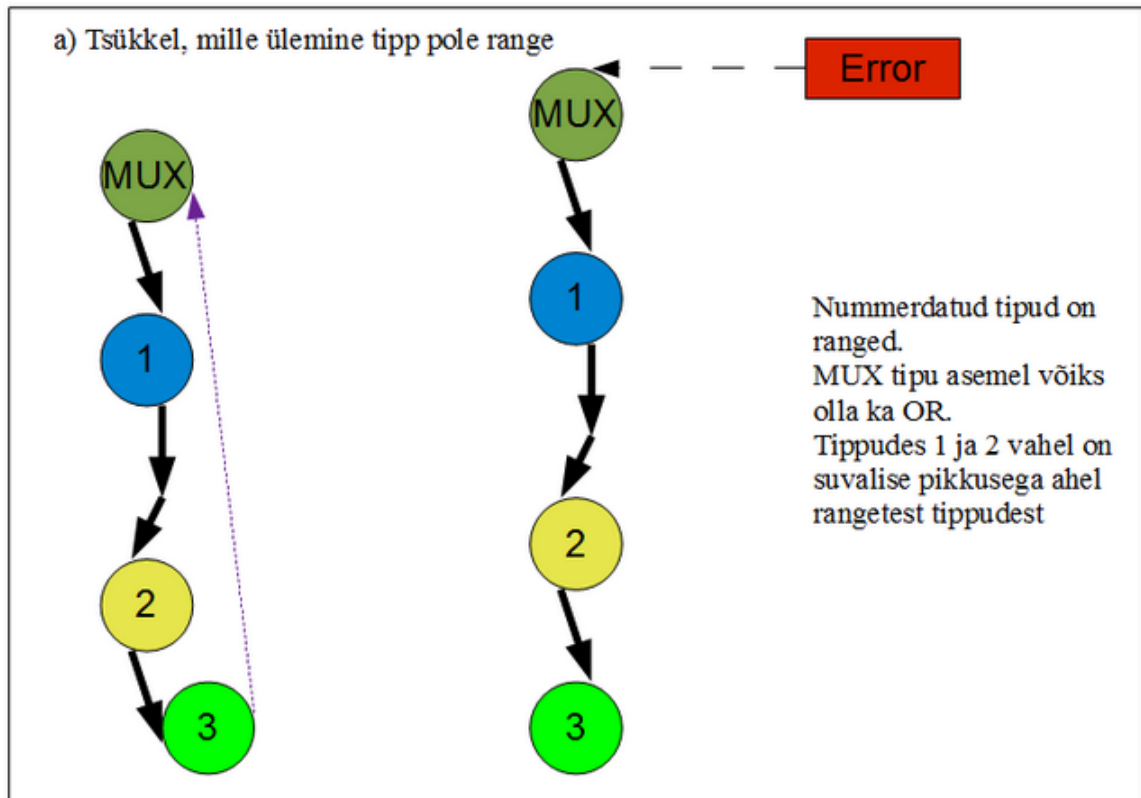 a) Tsükkel, mille ülemine tipp pole range
Error
MUX
MUX
1
1
2
2
3
3
Nummerdatud tipud on
ranged.
MUX tipu asemel võiks
olla ka OR.
Tippudes 1 ja 2 vahel on
suvalise pikkusega ahel
rangetest tippudest